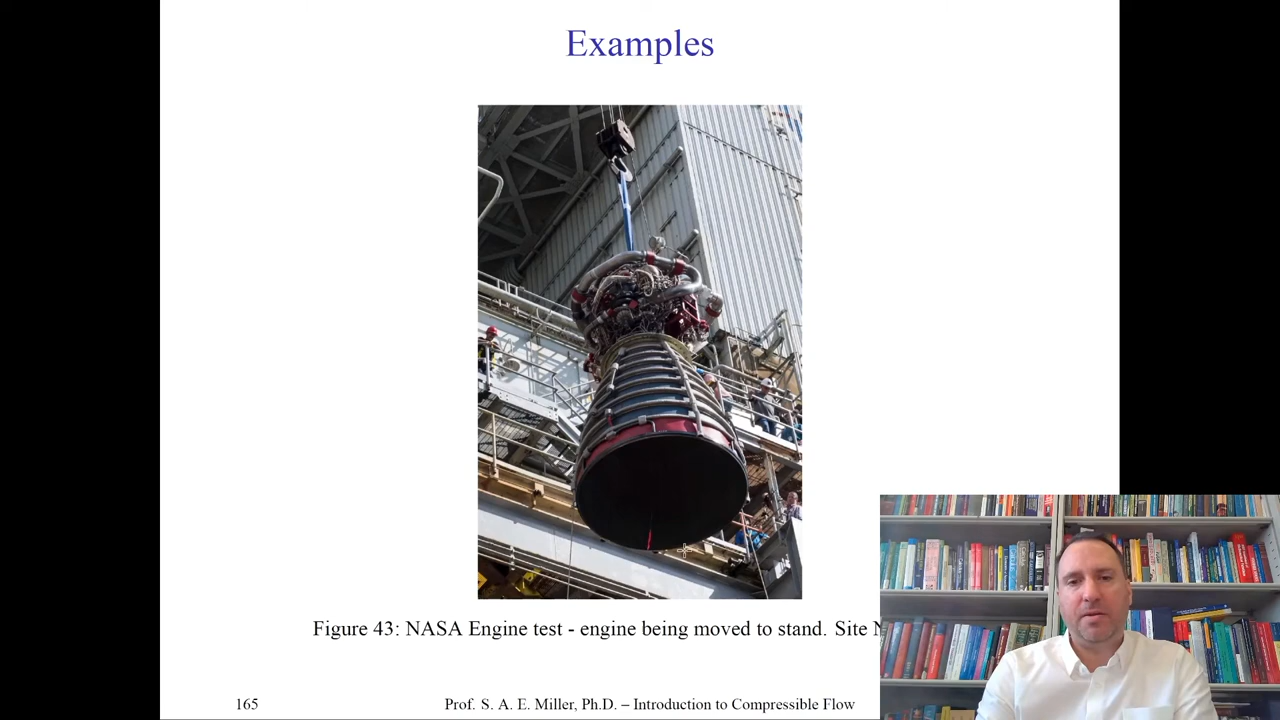 Examples
Figure 43: NASA Engine test - engine being moved to stand. Site
165
Prof. S. A. E. Miller, Ph.D. – Introduction to Compressible Flow